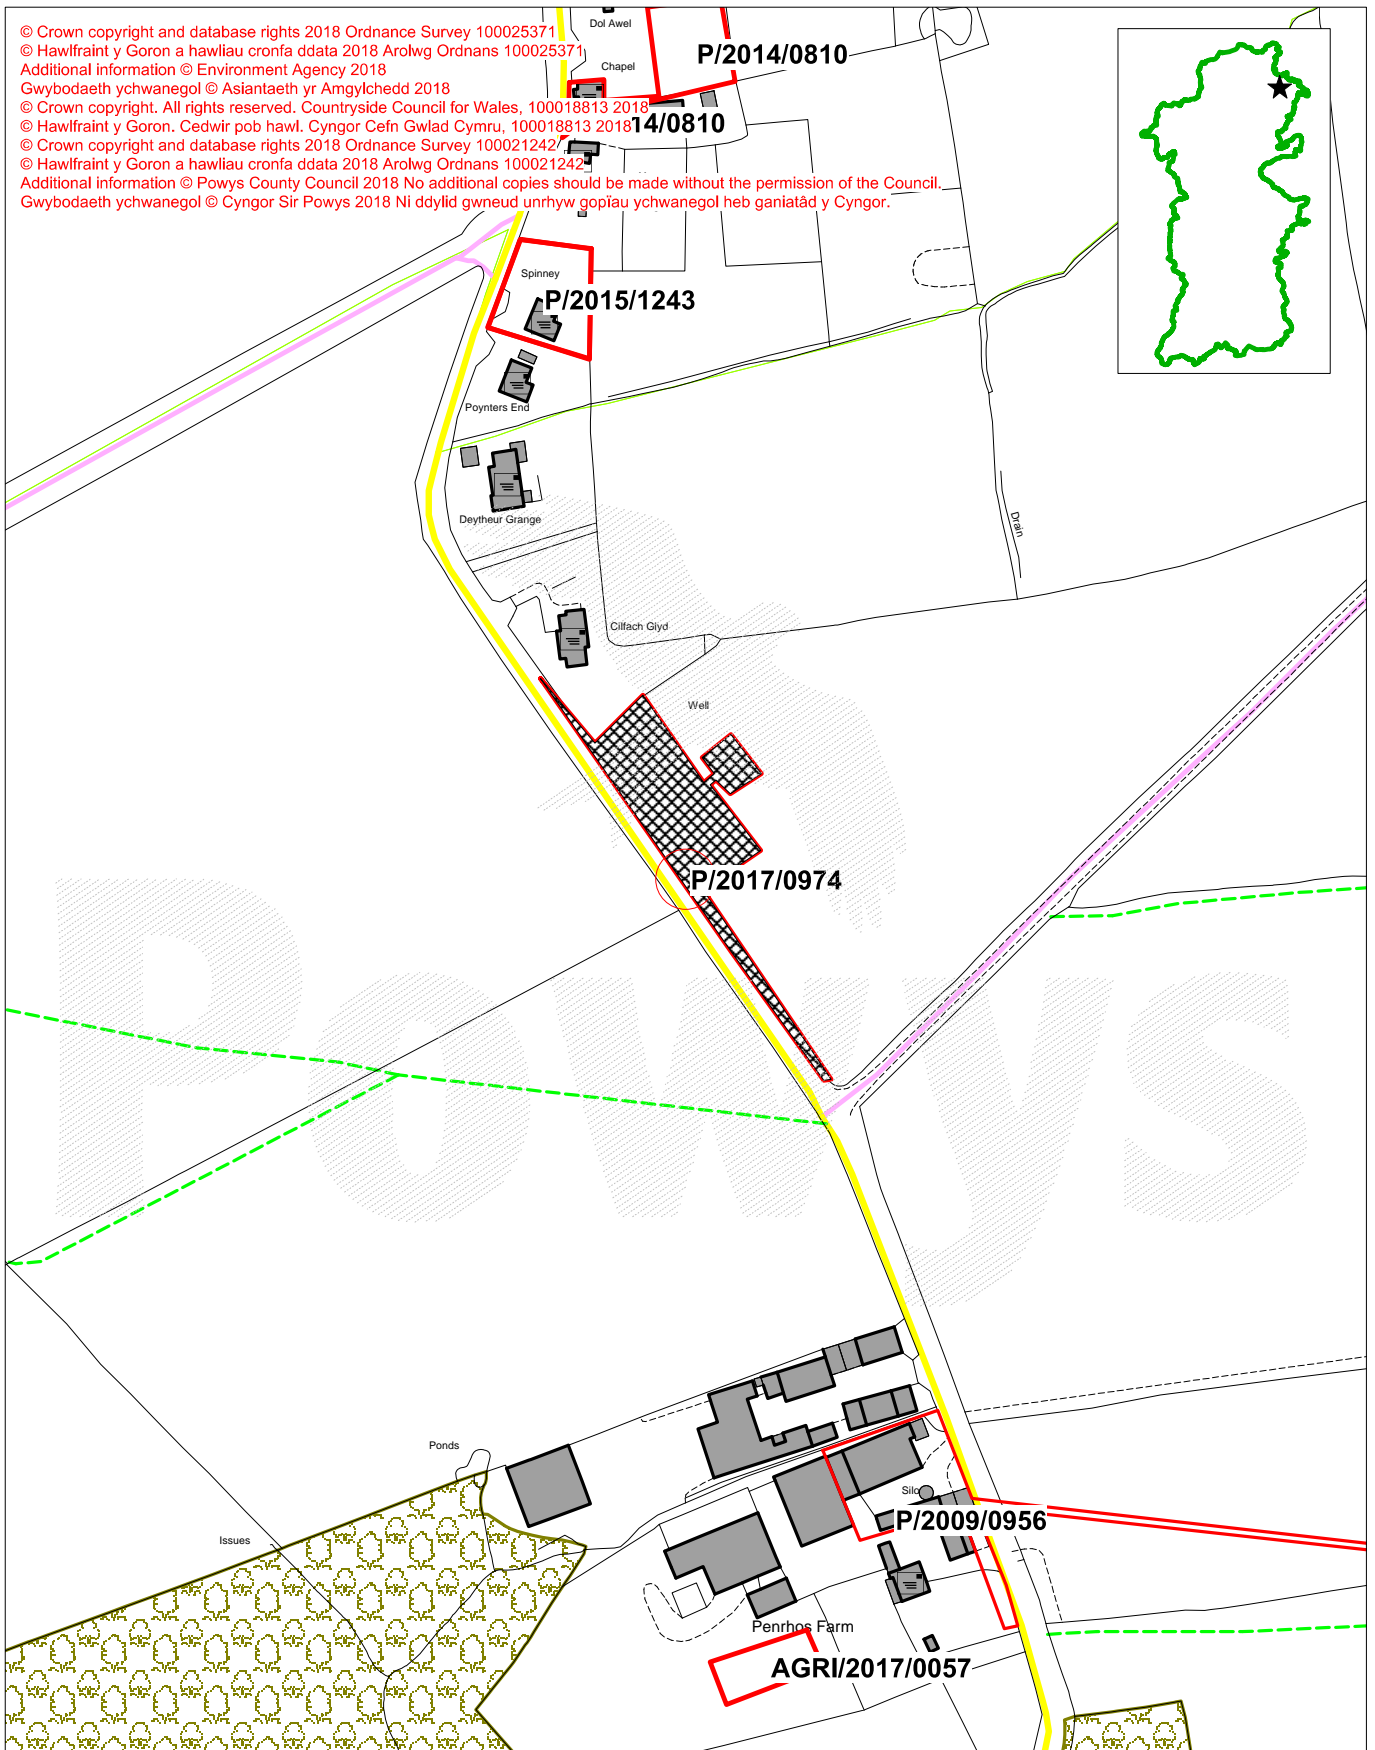 Dol Awel
© Crown copyright and database rights 2018 Ordnance Survey 100025371
© Hawlfraint y Goron a hawliau cronfa ddata 2018 Arolwg Ordnans 100025371
P/2014/0810
Additional information © Environment Agency 2018
Chapel
Gwybodaeth ychwanegol © Asiantaeth yr Amgylchedd 2018
© Crown copyright. All rights reserved. Countryside Council for Wales, 100018813 2018
© Hawlfraint y Goron. Cedwir pob hawl. Cyngor Cefn Gwlad Cymru, 100018813 2018
14/0810
© Crown copyright and database rights 2018 Ordnance Survey 100021242
© Hawlfraint y Goron a hawliau cronfa ddata 2018 Arolwg Ordnans 100021242
Additional information © Powys County Council 2018 No additional copies should be made without the permission of the Council.
Gwybodaeth ychwanegol © Cyngor Sir Powys 2018 Ni ddylid gwneud unrhyw gopïau ychwanegol heb ganiatâd y Cyngor.
Spinney
P/2015/1243
Poynters End
Deytheur Grange
Drain
Cilfach Glyd
Well
P/2017/0974
Powys
Ponds
Silo
P/2009/0956
Issues
Penrhos Farm
AGRI/2017/0057